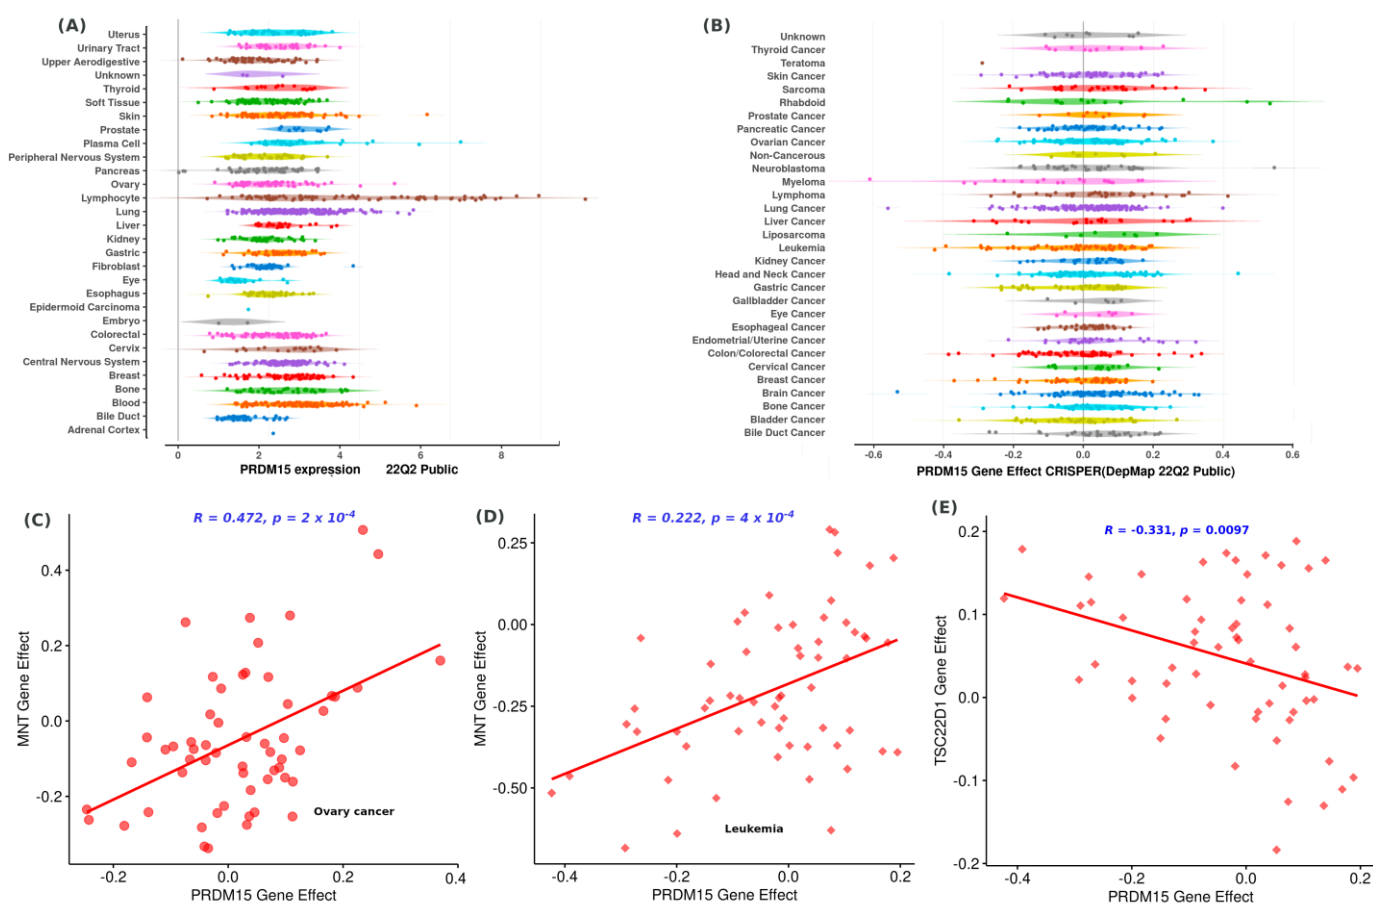 (A)
Uterus
Urinary Tract
Upper Aerodigestive
Unknown
Thyroid
Soft Tissue
Skin
Prostate
Plasma Cell
Peripheral Nervous System
Pancreas
Ovary
Lymphocyte
Lung
Liver
Kidney
Gastric
Fibroblast
Eye
Esophagus
Epidermoid Carcinoma
Embryo
Colorectal
Cervix
Central Nervous System
Breast
Bone
Blood
Bile Duct
Adrenal Cortex
0 2 4 6 8
PRDM15 expression 22Q2 Public
(B)
Unknown
Thyroid Cancer
Teratoma
Skin Cancer
Sarcoma
Rhabdoid
Prostate Cancer
Pancreatic Cancer
Ovarian Cancer
Non-Cancerous
Neuroblastoma
Myeloma
Lymphoma
Lung Cancer
Liver Cancer
Liposarcoma
Leukemia
Kidney Cancer
Head and Neck Cancer
Gastric Cancer
Gallbladder Cancer
Eye Cancer
Esophageal Cancer
Endometrial/Uterine Cancer
Colon/Colorectal Cancer
Cervical Cancer
Breast Cancer
Brain Cancer
Bone Cancer
Bladder Cancer
Bile Duct Cancer
-0.6 -0.4 -0.2 0.0 0.2 0.4 0.6
PRDM15 Gene Effect CRISPER(DepMap 22Q2 Public)
(C)
R = 0.472, p = 2 x 10-4
MNT Gene Effect
0.4
0.2
0.0
-0.2
Ovary cancer
-0.2 0.0 0.2 0.4
PRDM15 Gene Effect
(D)
R = 0.222, p = 4 x 10-4
MNT Gene Effect
0.25
0.00
-0.25
-0.50
Leukemia
-0.4 -0.2 0.0 0.2
PRDM15 Gene Effect
(E)
R = -0.331, p = 0.0097
TSC22D1 Gene Effect
0.2
0.1
0.0
-0.1
-0.2
-0.4 -0.2 0.0 0.2
PRDM15 Gene Effect